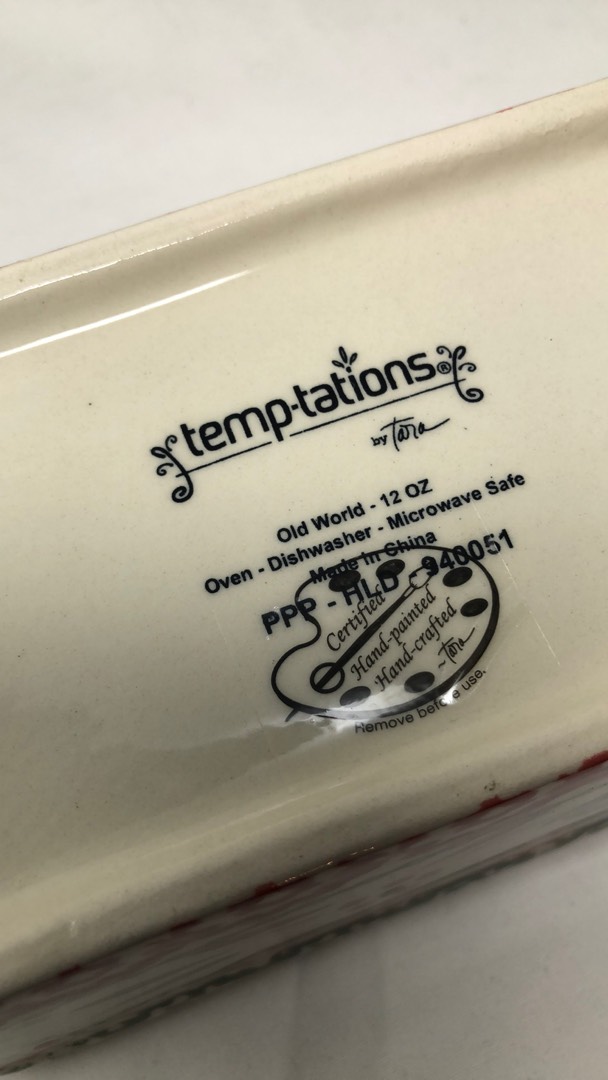 temp-tations®
by Tara
Old World - 12 OZ
Oven - Dishwasher - Microwave Safe
Made in China
PPP - HLD - 940051
Certified
Hand-painted
Hand-crafted
~Tara
Remove before use.